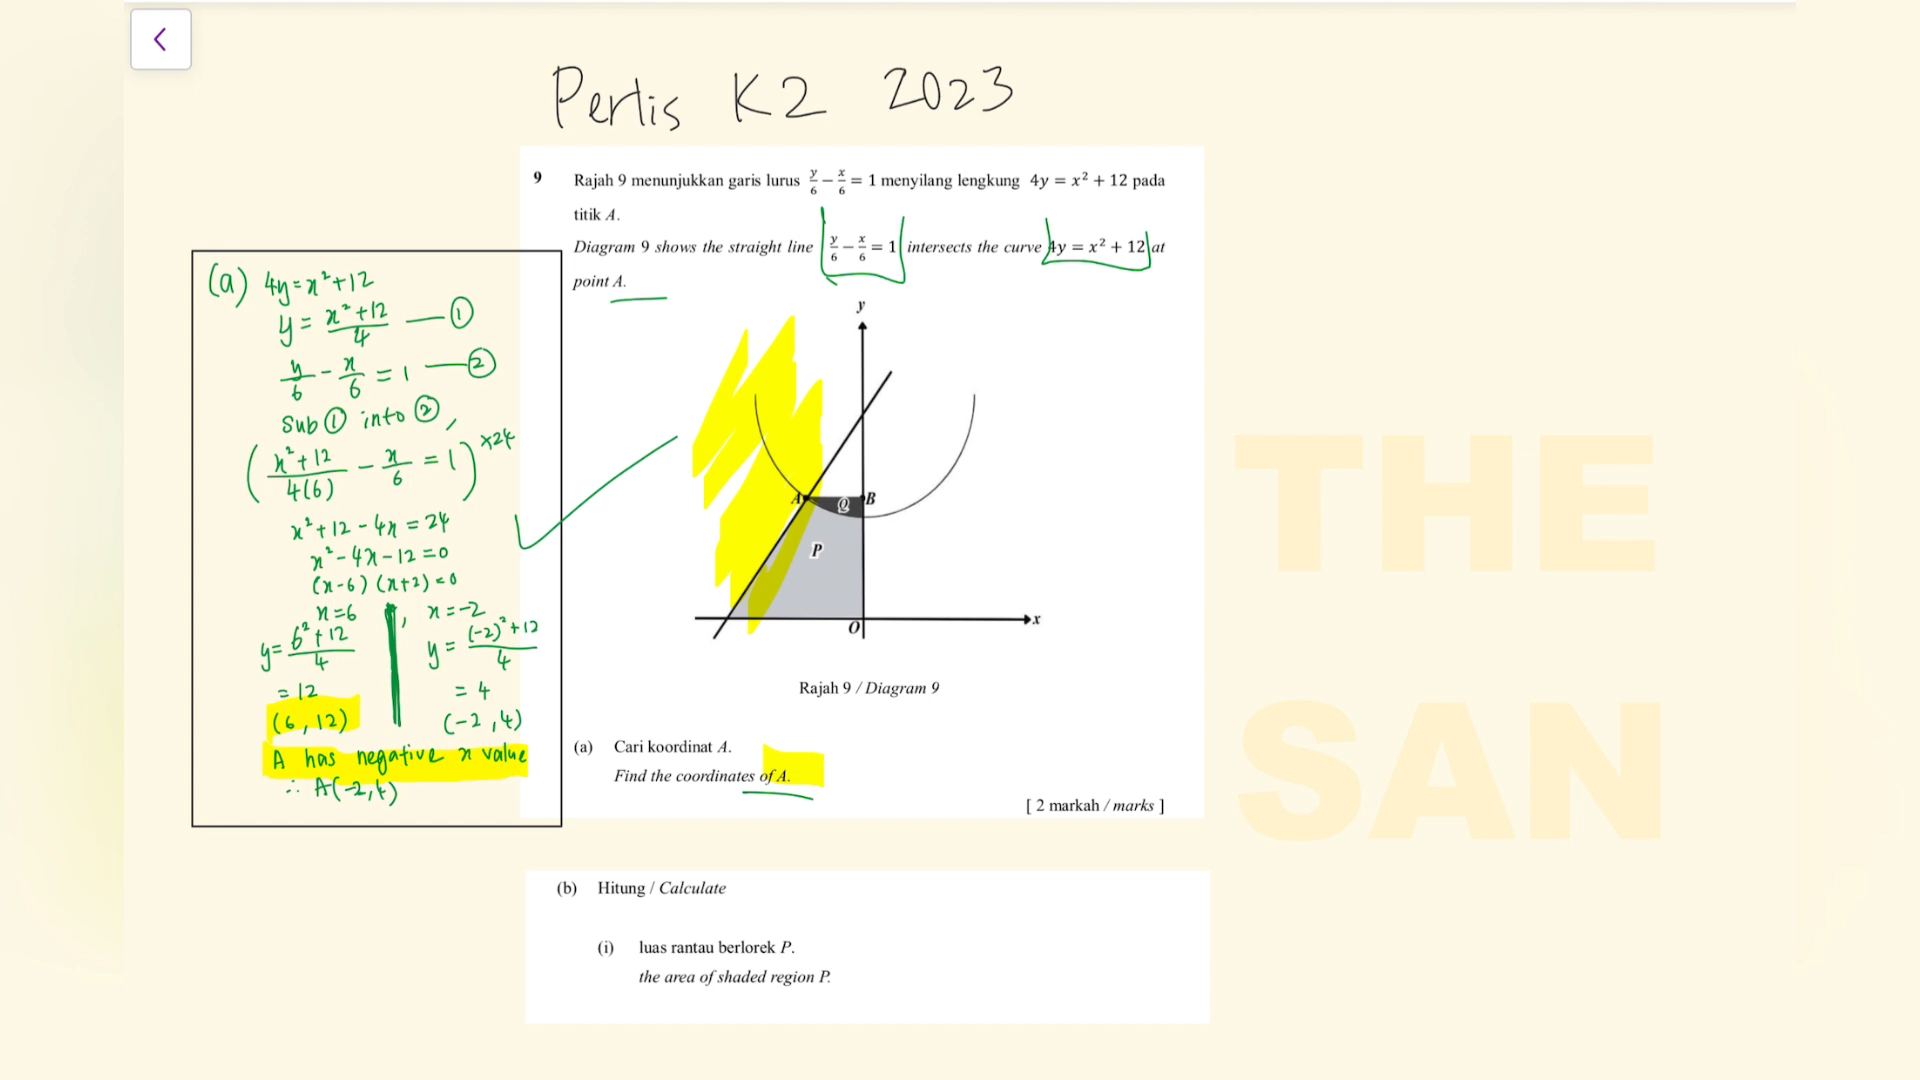 Perlis K2 2023
9 Rajah 9 menunjukkan garis lurus y/6 − x/6 = 1 menyilang lengkung 4y = x² + 12 pada
titik A.
Diagram 9 shows the straight line y/6 − x/6 = 1 intersects the curve 4y = x² + 12 at
point A.
y
A
Q
B
P
O
x
Rajah 9 / Diagram 9
(a) Cari koordinat A.
Find the coordinates of A.
[ 2 markah / marks ]
(b) Hitung / Calculate
(i) luas rantau berlorek P.
the area of shaded region P.
(a) 4y = x² + 12
y = (x² + 12)/4 — ①
y/6 − x/6 = 1 — ②
Sub ① into ②,
((x² + 12)/4(6) − x/6 = 1) ×24
x² + 12 − 4x = 24
x² − 4x − 12 = 0
(x−6)(x+2) = 0
x = 6 , x = −2
y = (6² + 12)/4 y = ((−2)² + 12)/4
= 12 = 4
(6, 12) (−2, 4)
A has negative x value
∴ A(−2, 4)
THE
SAN